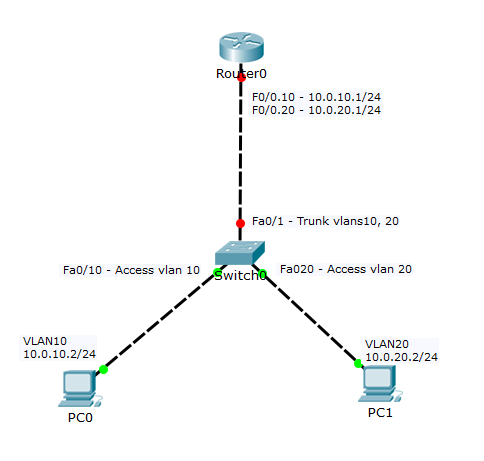 Router0
F0/0.10 - 10.0.10.1/24
F0/0.20 - 10.0.20.1/24
Fa0/1 - Trunk vlans10, 20
Fa0/10 - Access vlan 10
Switch0
Fa020 - Access vlan 20
VLAN10
10.0.10.2/24
PC0
VLAN20
10.0.20.2/24
PC1